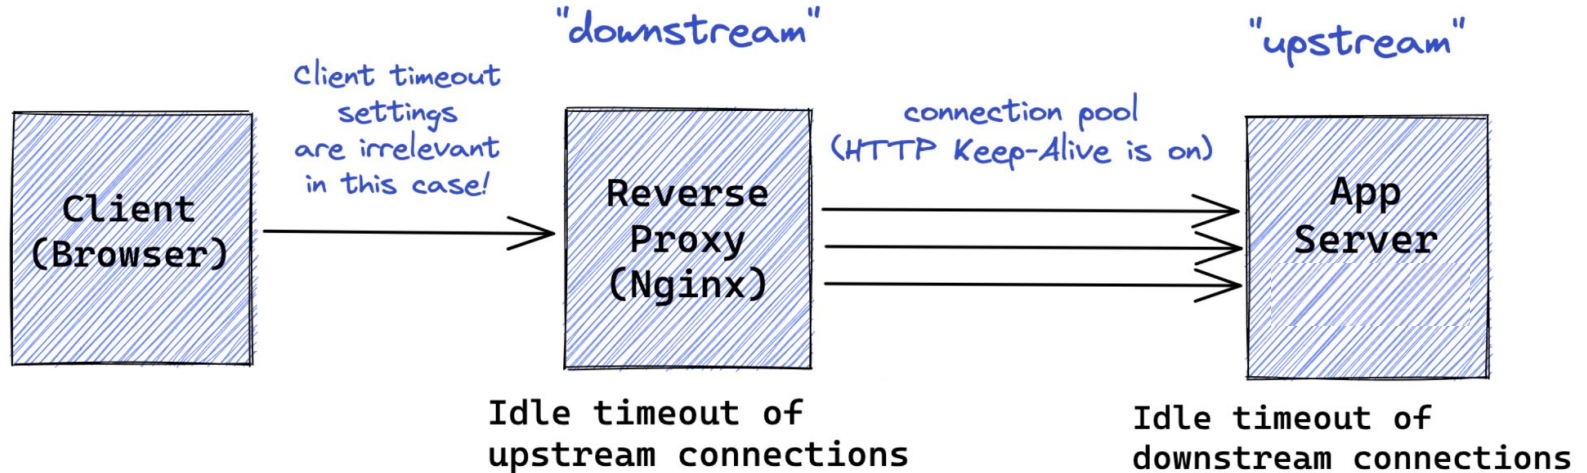 "downstream"
"upstream"
Client timeout
settings
are irrelevant
in this case!
connection pool
(HTTP Keep-Alive is on)
Client
(Browser)
Reverse
Proxy
(Nginx)
App
Server
Idle timeout of
upstream connections
Idle timeout of
downstream connections